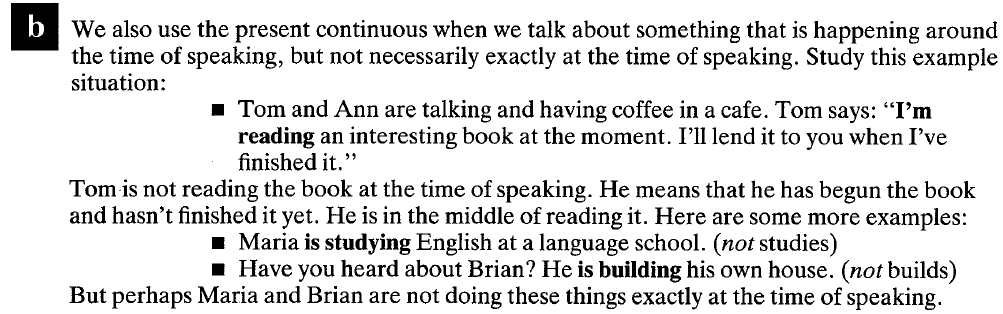 b We also use the present continuous when we talk about something that is happening around
the time of speaking, but not necessarily exactly at the time of speaking. Study this example
situation:
■ Tom and Ann are talking and having coffee in a cafe. Tom says: “I’m
reading an interesting book at the moment. I’ll lend it to you when I’ve
finished it.”
Tom is not reading the book at the time of speaking. He means that he has begun the book
and hasn’t finished it yet. He is in the middle of reading it. Here are some more examples:
■ Maria is studying English at a language school. (not studies)
■ Have you heard about Brian? He is building his own house. (not builds)
But perhaps Maria and Brian are not doing these things exactly at the time of speaking.